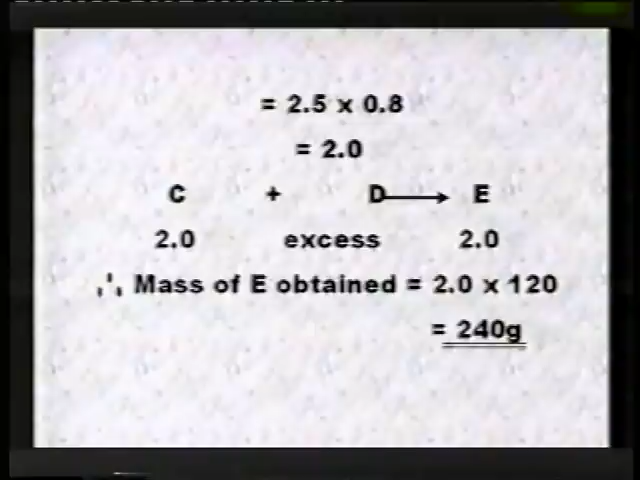 = 2.5 x 0.8
= 2.0
C + D⟶ E
2.0 excess 2.0
∴ Mass of E obtained = 2.0 x 120
= 240g